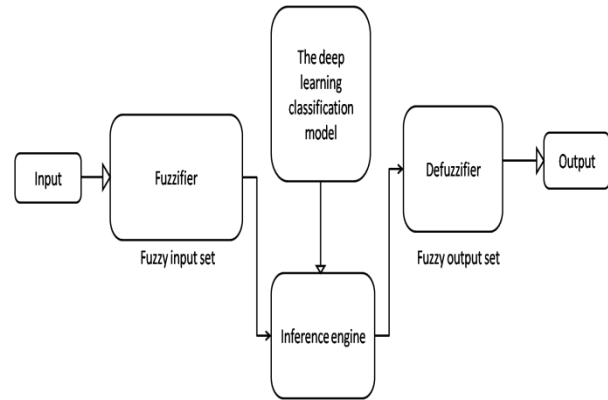 Input
Fuzzifier
Fuzzy input set
The deep
learning
classification
model
Inference engine
Defuzzifier
Fuzzy output set
Output